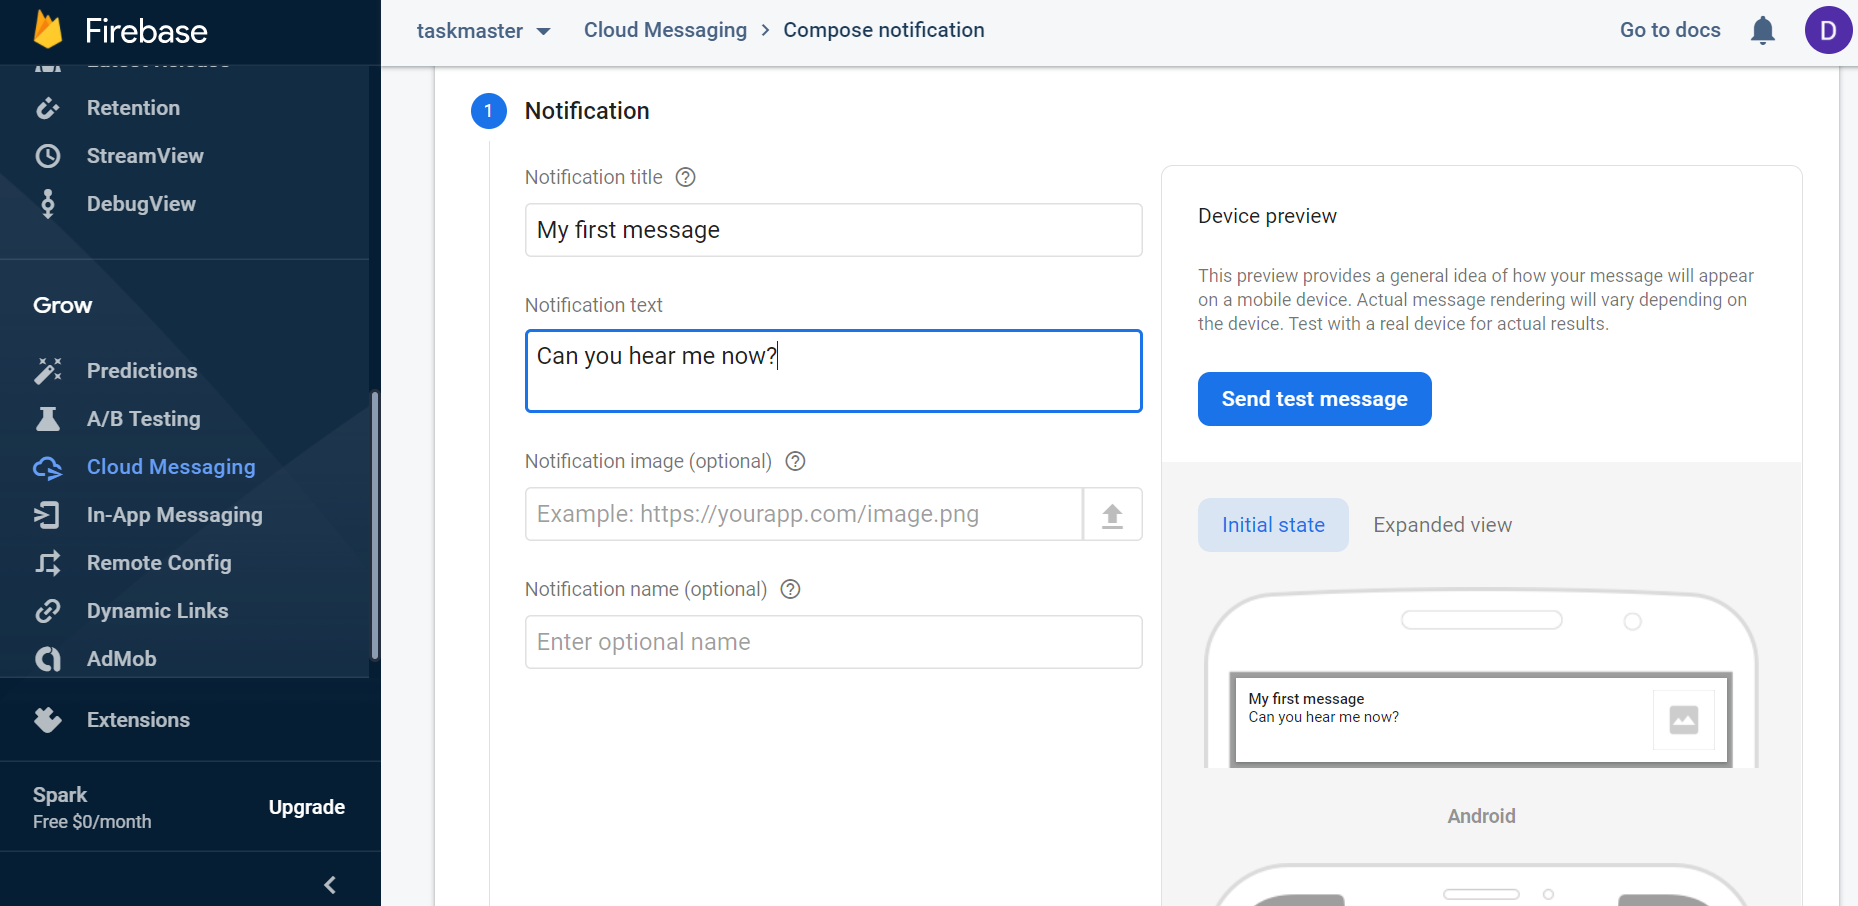 Firebase
Latest Release
Retention
StreamView
DebugView
Grow
Predictions
A/B Testing
Cloud Messaging
In-App Messaging
Remote Config
Dynamic Links
AdMob
Extensions
Spark
Free $0/month
Upgrade
taskmaster
Cloud Messaging > Compose notification
Go to docs
D
1
Notification
Notification title
My first message
Notification text
Can you hear me now?
Notification image (optional)
Example: https://yourapp.com/image.png
Notification name (optional)
Enter optional name
Device preview
This preview provides a general idea of how your message will appear
on a mobile device. Actual message rendering will vary depending on
the device. Test with a real device for actual results.
Send test message
Initial state
Expanded view
My first message
Can you hear me now?
Android